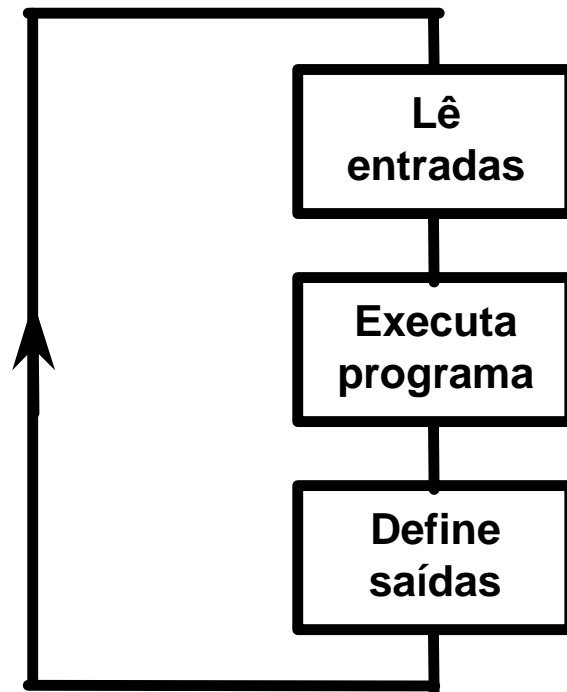 Lê
entradas
Executa
programa
Define
saídas